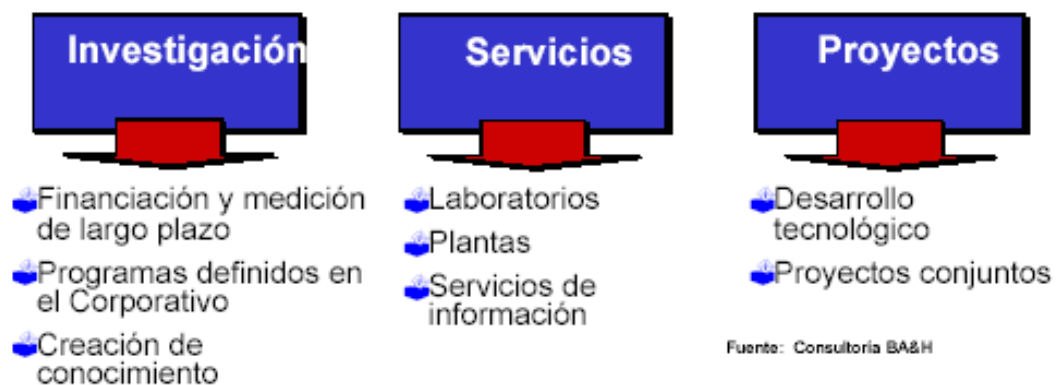 Investigación
Financiación y medición
de largo plazo
Programas definidos en
el Corporativo
Creación de
conocimiento
Servicios
Laboratorios
Plantas
Servicios de
información
Proyectos
Desarrollo
tecnológico
Proyectos conjuntos
Fuente: Consultoria BA&H